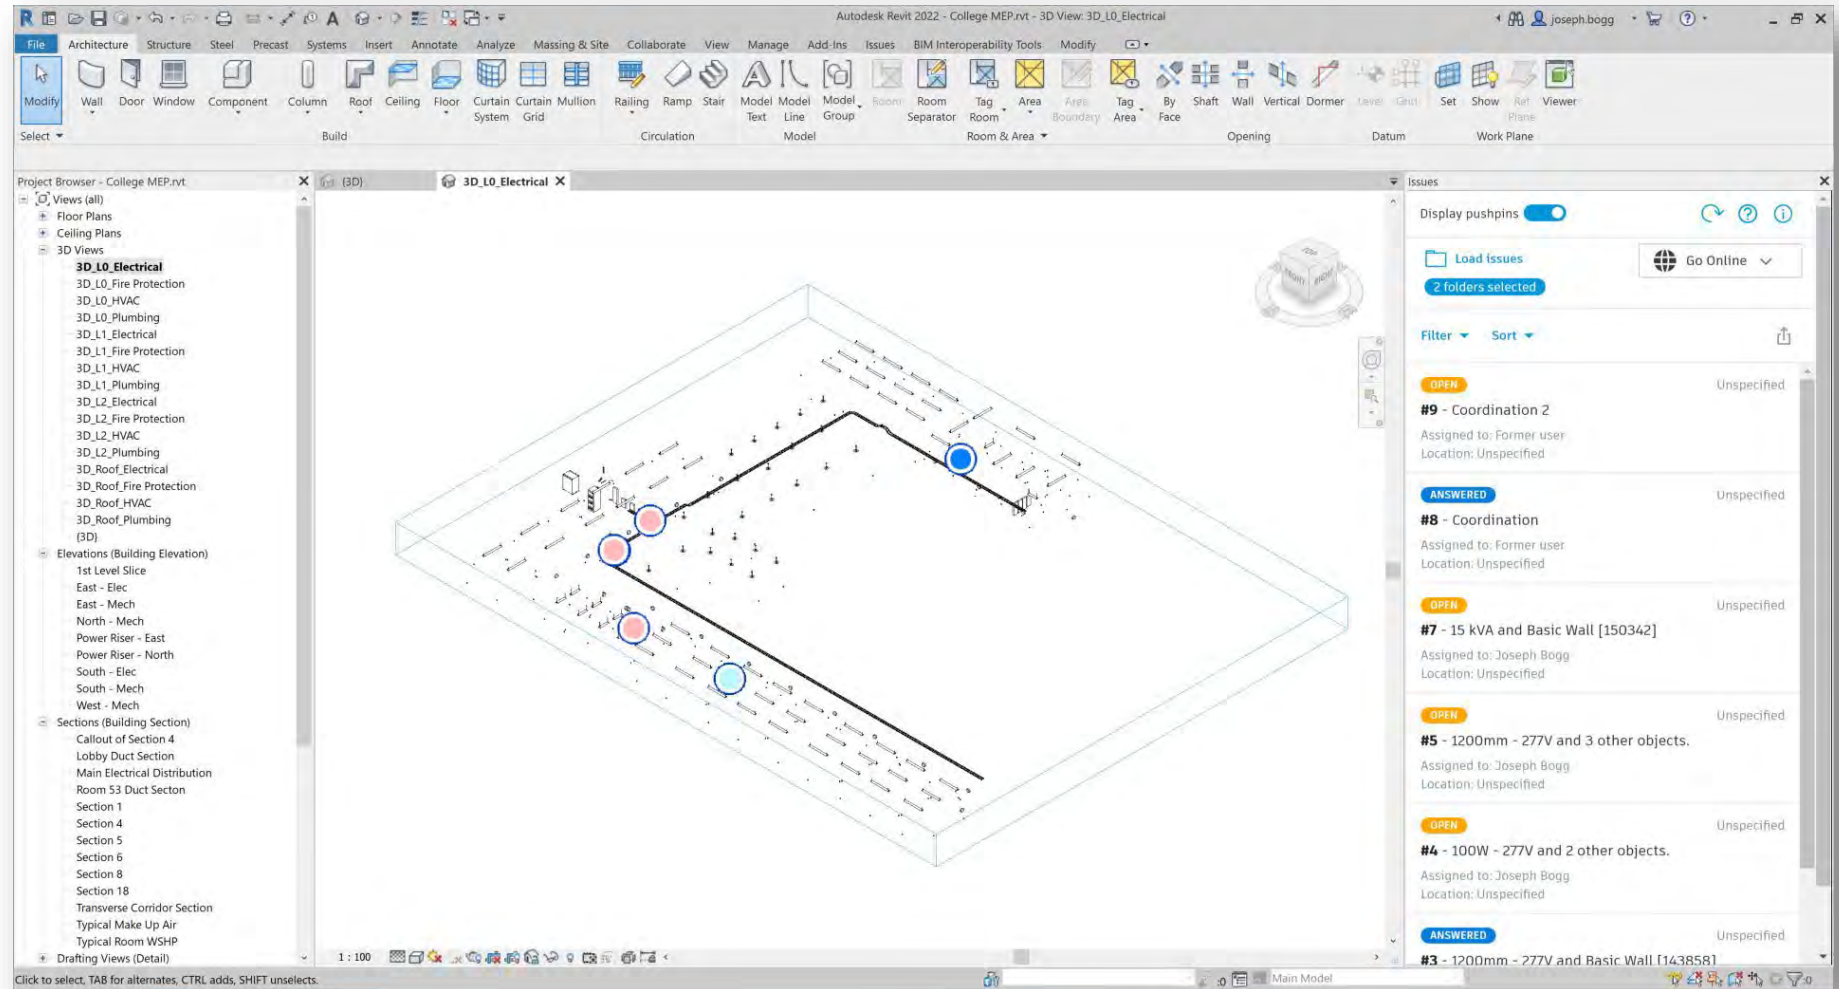 Autodesk Revit 2022 - College MEP.rvt - 3D View: 3D_L0_Electrical
joseph.bogg
File Architecture Structure Steel Precast Systems Insert Annotate Analyze Massing & Site Collaborate View Manage Add-Ins Issues BIM Interoperability Tools Modify
Modify Wall Door Window Component Column Roof Ceiling Floor Curtain System Curtain Grid Mullion Railing Ramp Stair Model Text Model Line Model Group Room Room Separator Tag Room Area Area Boundary Tag Area By Face Shaft Wall Vertical Dormer Level Grid Set Show Ref Plane Viewer
Select Build Circulation Model Room & Area Opening Datum Work Plane
Project Browser - College MEP.rvt
Views (all)
Floor Plans
Ceiling Plans
3D Views
3D_L0_Electrical
3D_L0_Fire Protection
3D_L0_HVAC
3D_L0_Plumbing
3D_L1_Electrical
3D_L1_Fire Protection
3D_L1_HVAC
3D_L1_Plumbing
3D_L2_Electrical
3D_L2_Fire Protection
3D_L2_HVAC
3D_L2_Plumbing
3D_Roof_Electrical
3D_Roof_Fire Protection
3D_Roof_HVAC
3D_Roof_Plumbing
(3D)
Elevations (Building Elevation)
1st Level Slice
East - Elec
East - Mech
North - Mech
Power Riser - East
Power Riser - North
South - Elec
South - Mech
West - Mech
Sections (Building Section)
Callout of Section 4
Lobby Duct Section
Main Electrical Distribution
Room 53 Duct Secton
Section 1
Section 4
Section 5
Section 6
Section 8
Section 18
Transverse Corridor Section
Typical Make Up Air
Typical Room WSHP
Drafting Views (Detail)
(3D) 3D_L0_Electrical
TOP
FRONT RIGHT
1 : 100
Issues
Display pushpins
Load issues
Go Online
2 folders selected
Filter Sort
OPEN Unspecified
#9 - Coordination 2
Assigned to: Former user
Location: Unspecified
ANSWERED Unspecified
#8 - Coordination
Assigned to: Former user
Location: Unspecified
OPEN Unspecified
#7 - 15 kVA and Basic Wall [150342]
Assigned to: Joseph Bogg
Location: Unspecified
OPEN Unspecified
#5 - 1200mm - 277V and 3 other objects.
Assigned to: Joseph Bogg
Location: Unspecified
OPEN Unspecified
#4 - 100W - 277V and 2 other objects.
Assigned to: Joseph Bogg
Location: Unspecified
ANSWERED Unspecified
#3 - 1200mm - 277V and Basic Wall [143858]
Click to select, TAB for alternates, CTRL adds, SHIFT unselects.
:0 Main Model :0